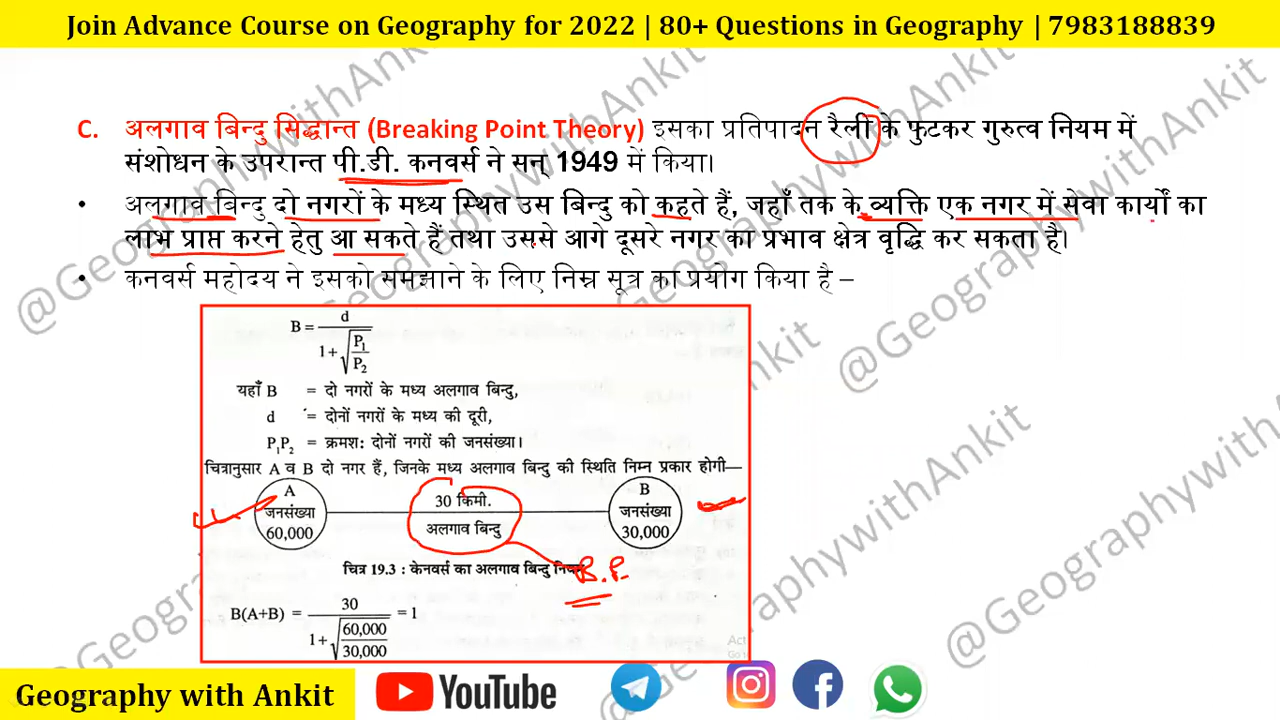 Join Advance Course on Geography for 2022 | 80+ Questions in Geography | 7983188839
C. अलगाव बिन्दु सिद्धान्त (Breaking Point Theory) इसका प्रतिपादन रैली के फुटकर गुरुत्व नियम में
संशोधन के उपरान्त पी.डी. कनवर्स ने सन् 1949 में किया।
• अलगाव बिन्दु दो नगरों के मध्य स्थित उस बिन्दु को कहते हैं, जहाँ तक के व्यक्ति एक नगर में सेवा कार्यो का
लाभ प्राप्त करने हेतु आ सकते हैं तथा उससे आगे दूसरे नगर का प्रभाव क्षेत्र वृद्धि कर सकता है।
• कनवर्स महोदय ने इसको समझाने के लिए निम्न सूत्र का प्रयोग किया है –
B = d / 1+√P₁/P₂
यहाँ B = दो नगरों के मध्य अलगाव बिन्दु,
d = दोनों नगरों के मध्य की दूरी,
P₁P₂ = क्रमश: दोनों नगरों की जनसंख्या।
चित्रानुसार A व B दो नगर हैं, जिनके मध्य अलगाव बिन्दु की स्थिति निम्न प्रकार होगी—
A
जनसंख्या
60,000
30 किमी.
अलगाव बिन्दु
B
जनसंख्या
30,000
B.P.
चित्र 19.3 : केनवर्स का अलगाव बिन्दु नियम
B(A+B) = 30 / 1+√60,000/30,000 = 1
Geography with Ankit
YouTube
@GeographywithAnkit